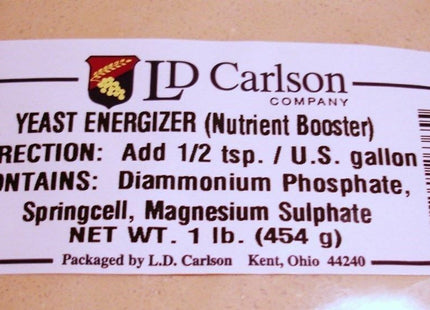 LD Carlson
COMPANY
YEAST ENERGIZER (Nutrient Booster)
RECTION: Add 1/2 tsp. / U.S. gallon
ONTAINS: Diammonium Phosphate,
Springcell, Magnesium Sulphate
NET WT. 1 lb. (454 g)
Packaged by L.D. Carlson Kent, Ohio 44240